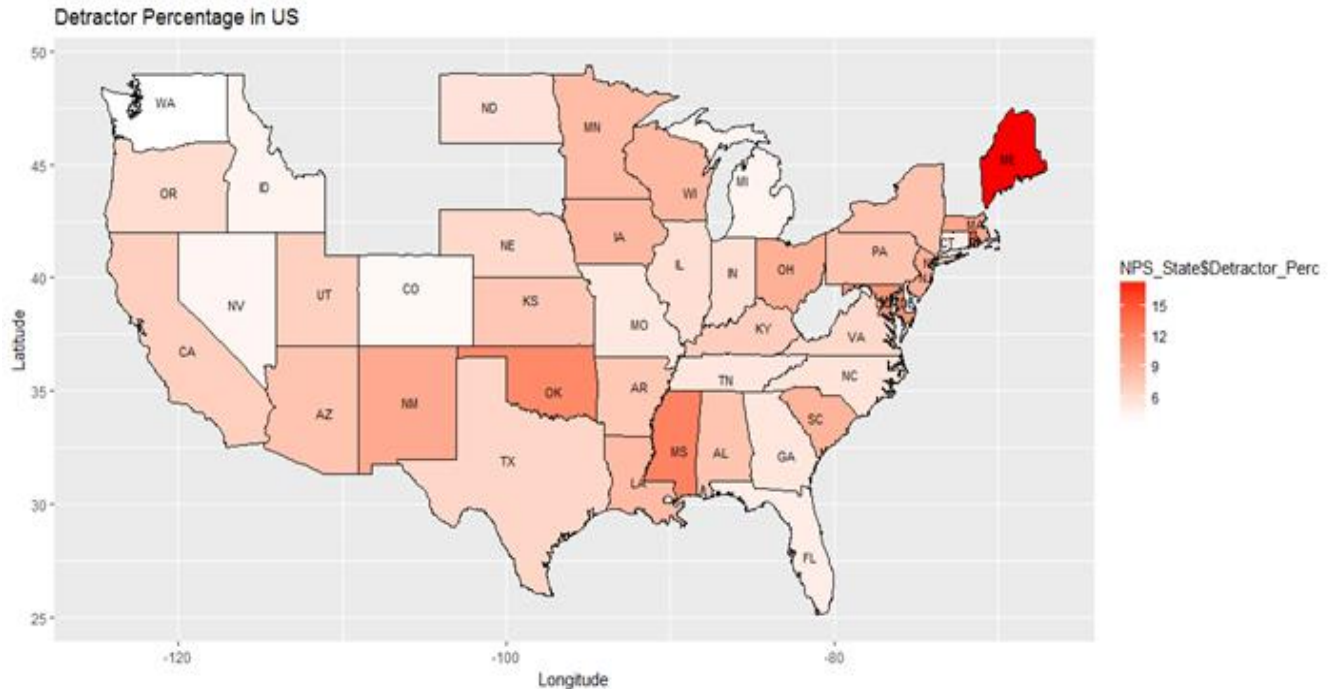 Detractor Percentage in US
50
45
40
35
30
25
Latitude
WA
ND
MN
OR
ID
WI
MI
ME
MA
CT
NE
IA
PA
NV
UT
CO
IL
IN
OH
NJ
KS
MO
KY
VA
CA
AZ
NM
OK
AR
TN
NC
SC
TX
MS
AL
GA
LA
FL
-120
-100
-80
Longitude
NPS_State$Detractor_Perc
15
12
9
6